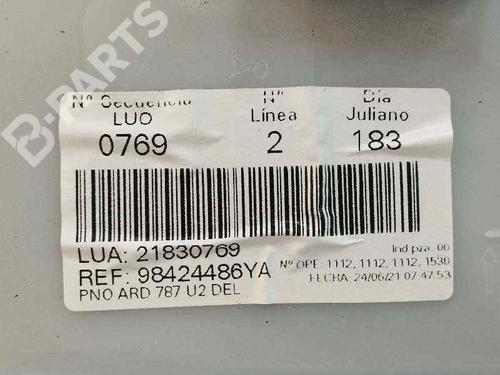 B-PARTS
Nº Secuencia Nº Día
LUO Línea Juliano
0769 2 183
LUA: 21830769 Ind.pza: 00
REF: 98424486YA Nº OPE: 1112, 1112, 1112, 1530
PNO ARD 787 U2 DEL FECHA: 24/06/21 07:47:53